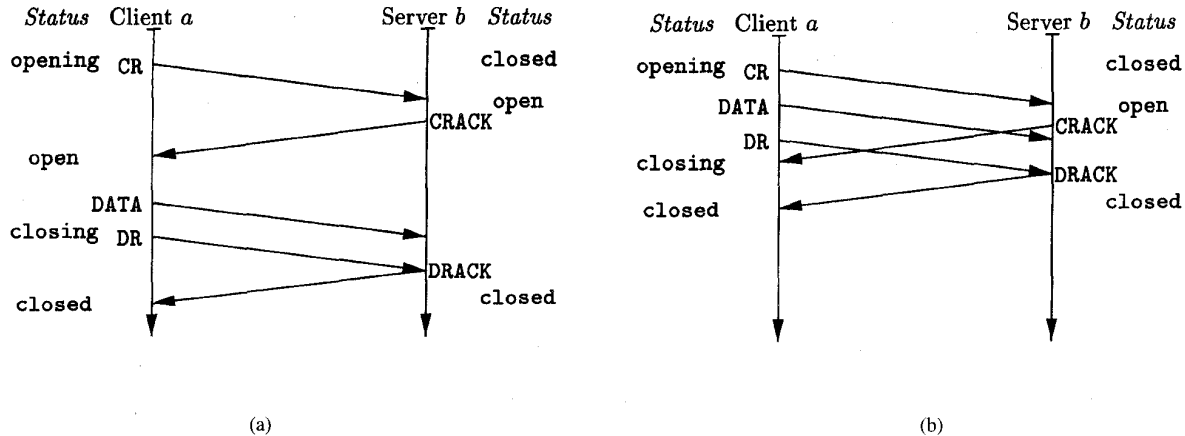 Status Client a Server b Status
opening CR closed
open
CRACK
open
DATA
closing DR
DRACK
closed closed
(a)
Status Client a Server b Status
opening CR closed
DATA open
CRACK
DR
closing
DRACK
closed closed
(b)